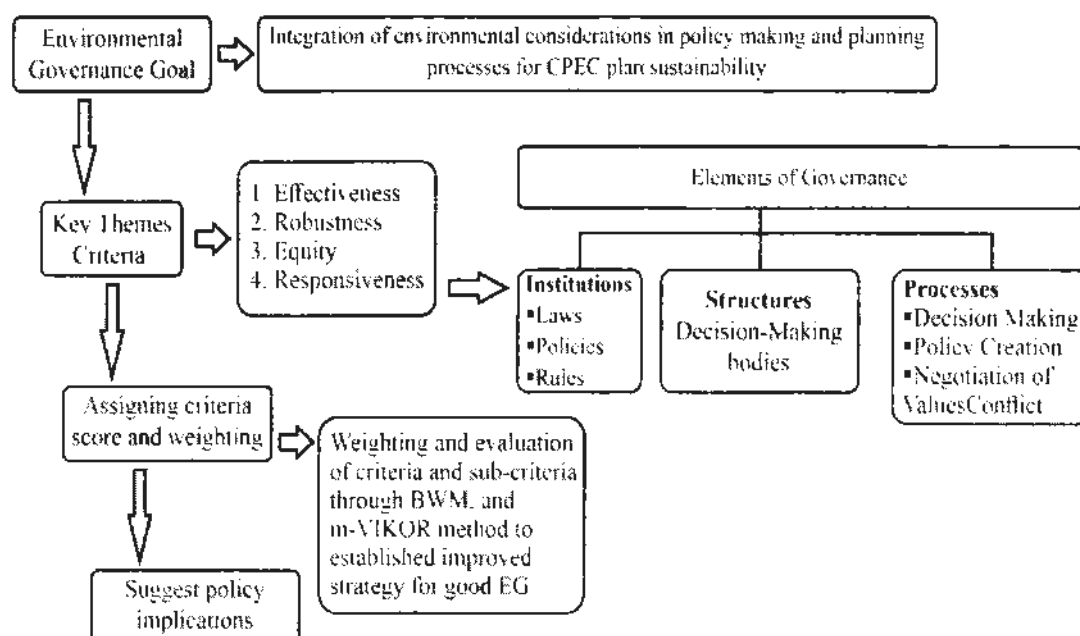 Environmental
Governance Goal
Integration of environmental considerations in policy making and planning
processes for CPEC plan sustainability
Key Themes
Criteria
1. Effectiveness
2. Robustness
3. Equity
4. Responsiveness
Elements of Governance
Institutions
▪Laws
▪Policies
▪Rules
Structures
Decision-Making
bodies
Processes
▪Decision Making
▪Policy Creation
▪Negotiation of
ValuesConflict
Assigning criteria
score and weighting
Weighting and evaluation
of criteria and sub-criteria
through BWM, and
m-VIKOR method to
established improved
strategy for good EG
Suggest policy
implications